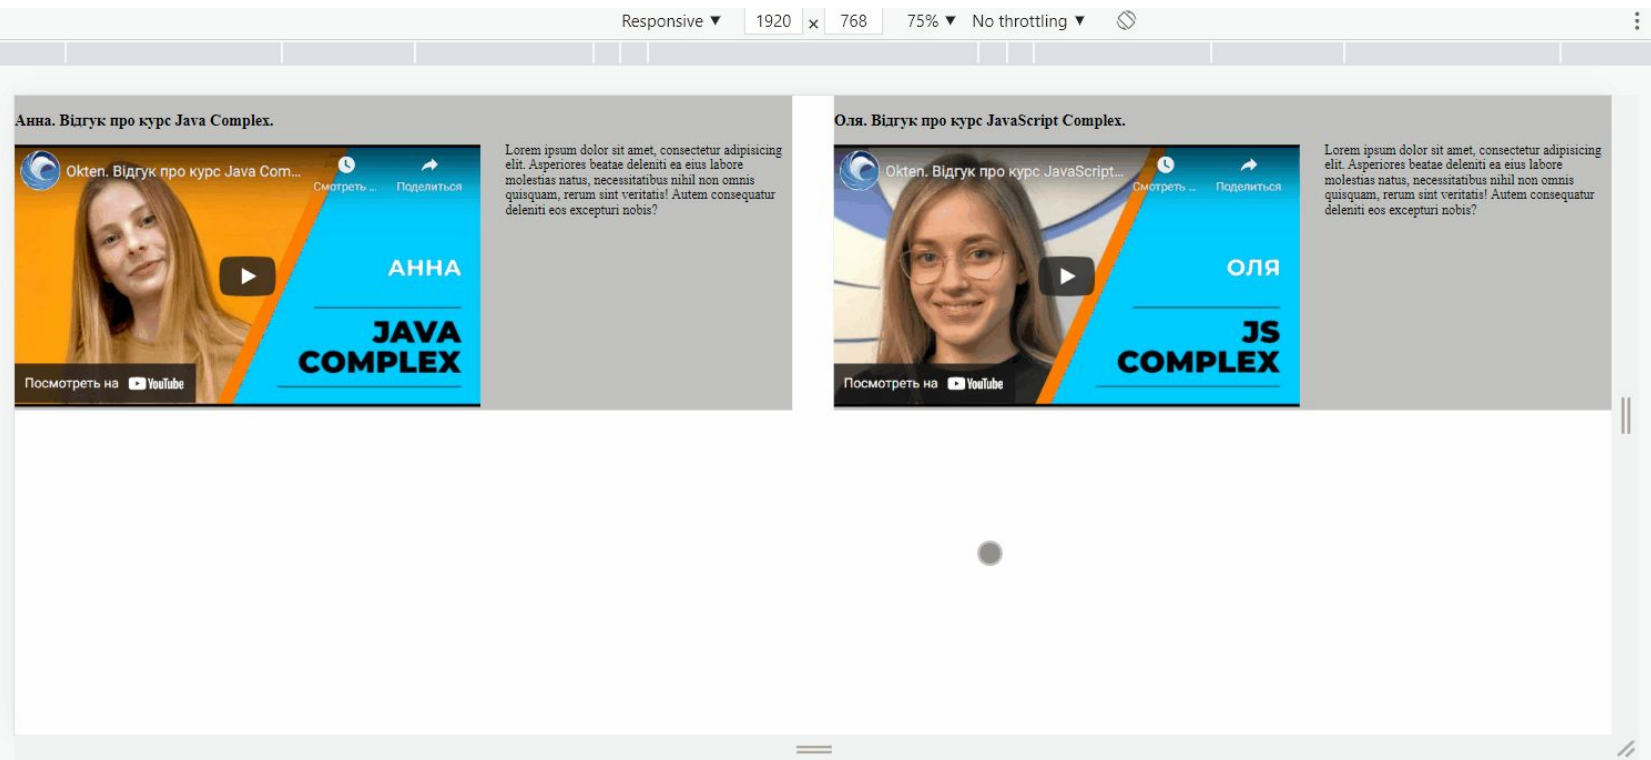 Responsive ▼ 1920 x 768 75% ▼ No throttling ▼
Анна. Відгук про курс Java Complex.
Okten. Відгук про курс Java Com...
Смотреть ...
Поделиться
АННА
JAVA
COMPLEX
Посмотреть на YouTube
Lorem ipsum dolor sit amet, consectetur adipisicing
elit. Asperiores beatae deleniti ea eius labore
molestias natus, necessitatibus nihil non omnis
quisquam, rerum sint veritatis! Autem consequatur
deleniti eos excepturi nobis?
Оля. Відгук про курс JavaScript Complex.
Okten. Відгук про курс JavaScript...
Смотреть ...
Поделиться
ОЛЯ
JS
COMPLEX
Посмотреть на YouTube
Lorem ipsum dolor sit amet, consectetur adipisicing
elit. Asperiores beatae deleniti ea eius labore
molestias natus, necessitatibus nihil non omnis
quisquam, rerum sint veritatis! Autem consequatur
deleniti eos excepturi nobis?